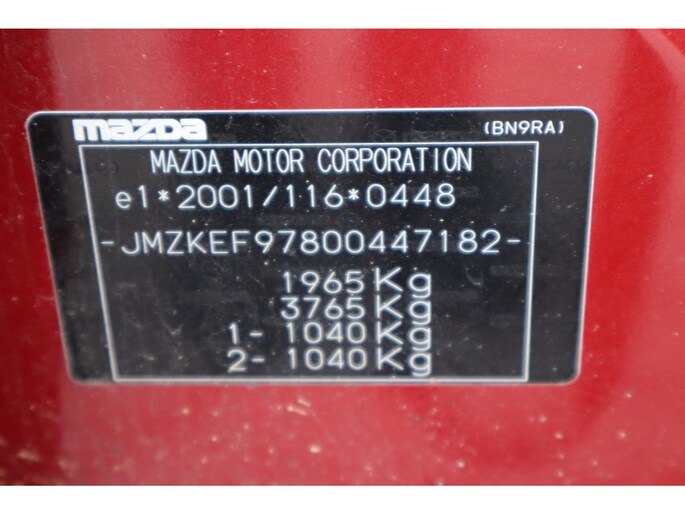 mazda (BN9RA)
MAZDA MOTOR CORPORATION
e1*2001/116*0448
-JMZKEF97800447182-
1965Kg
3765Kg
1- 1040Kg
2- 1040Kg